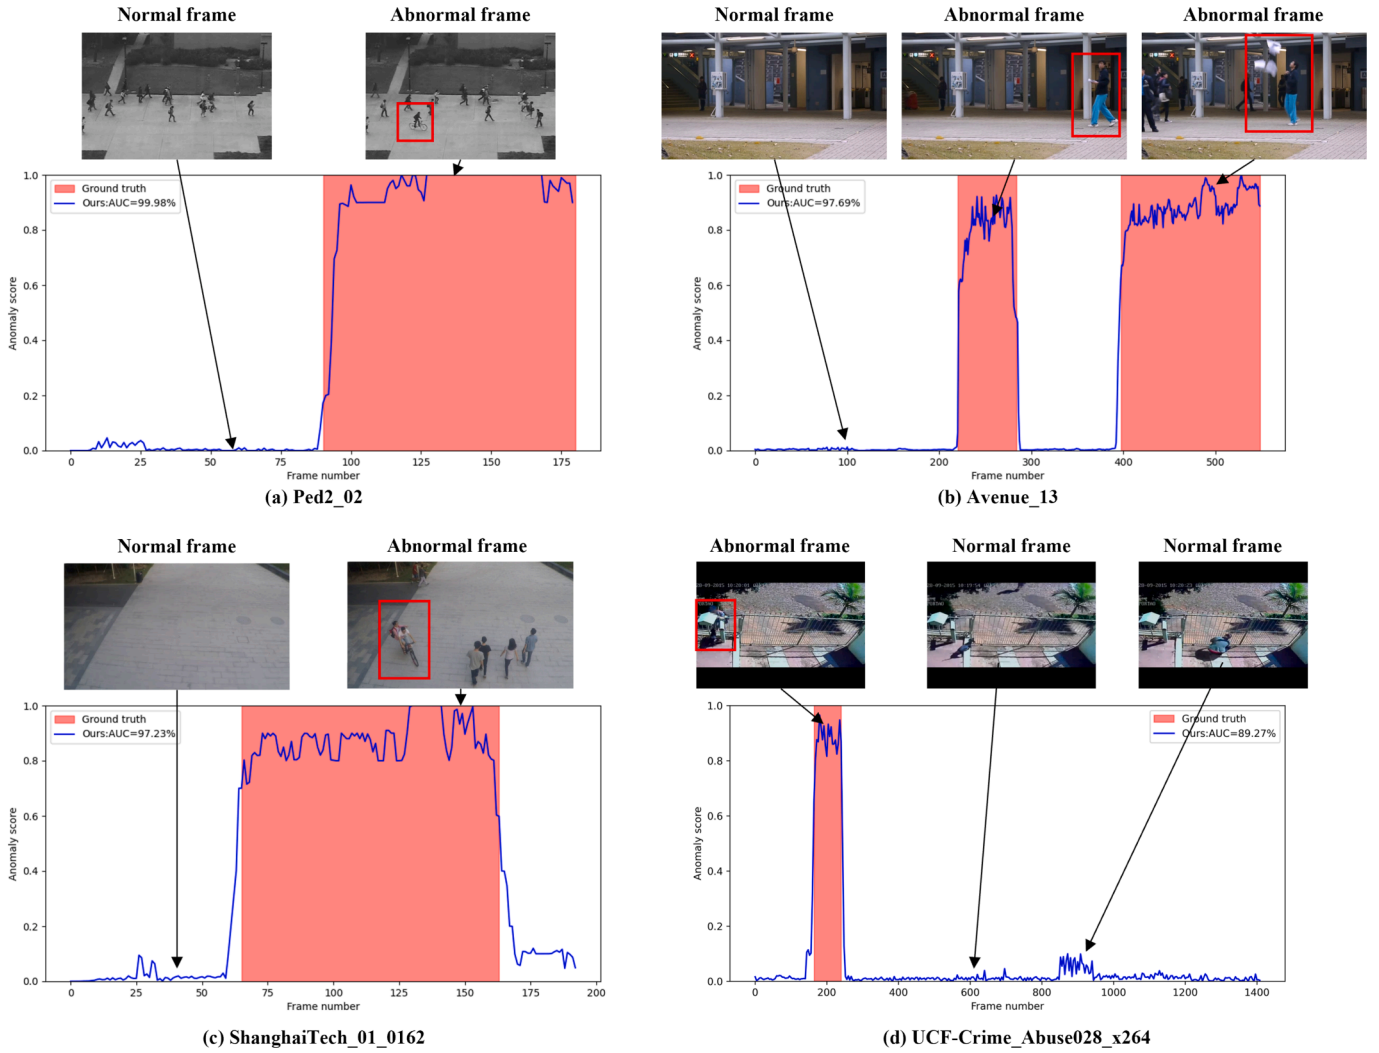 Normal frame
Abnormal frame
1.0
0.8
0.6
0.4
0.2
0.0
Anomaly score
Ground truth
Ours:AUC=99.98%
0 25 50 75 100 125 150 175
Frame number
(a) Ped2_02
Normal frame
Abnormal frame
Abnormal frame
1.0
0.8
0.6
0.4
0.2
0.0
Anomaly score
Ground truth
Ours:AUC=97.69%
0 100 200 300 400 500
Frame number
(b) Avenue_13
Normal frame
Abnormal frame
1.0
0.8
0.6
0.4
0.2
0.0
Anomaly score
Ground truth
Ours:AUC=97.23%
0 25 50 75 100 125 150 175 200
Frame number
(c) ShanghaiTech_01_0162
Abnormal frame
Normal frame
Normal frame
1.0
0.8
0.6
0.4
0.2
0.0
Anomaly score
Ground truth
Ours:AUC=89.27%
0 200 400 600 800 1000 1200 1400
Frame number
(d) UCF-Crime_Abuse028_x264